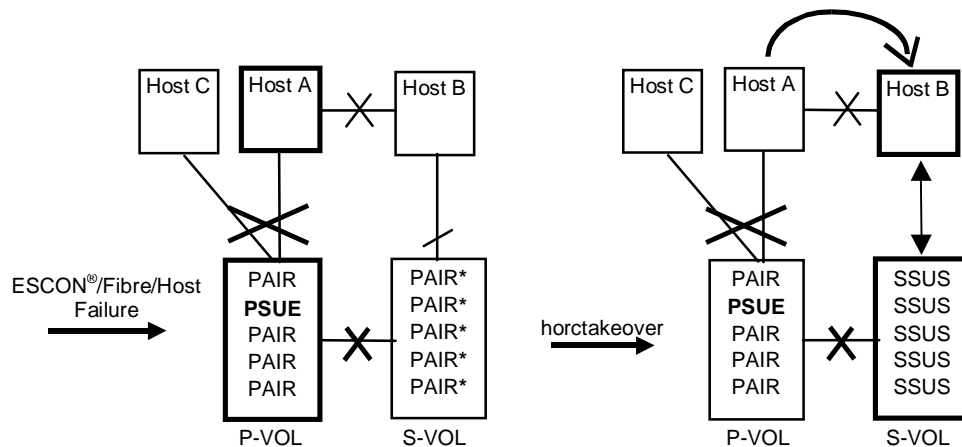 Host C
Host A
Host B
ESCON®/Fibre/Host
Failure
PAIR
PSUE
PAIR
PAIR
PAIR
P-VOL
PAIR*
PAIR*
PAIR*
PAIR*
PAIR*
S-VOL
horctakeover
Host C
Host A
Host B
PAIR
PSUE
PAIR
PAIR
PAIR
P-VOL
SSUS
SSUS
SSUS
SSUS
SSUS
S-VOL